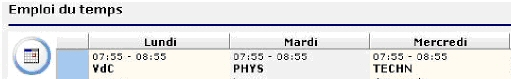 Emploi du temps
Lundi Mardi Mercredi
07:55 - 08:55 07:55 - 08:55 07:55 - 08:55
VdC PHYS TECHN